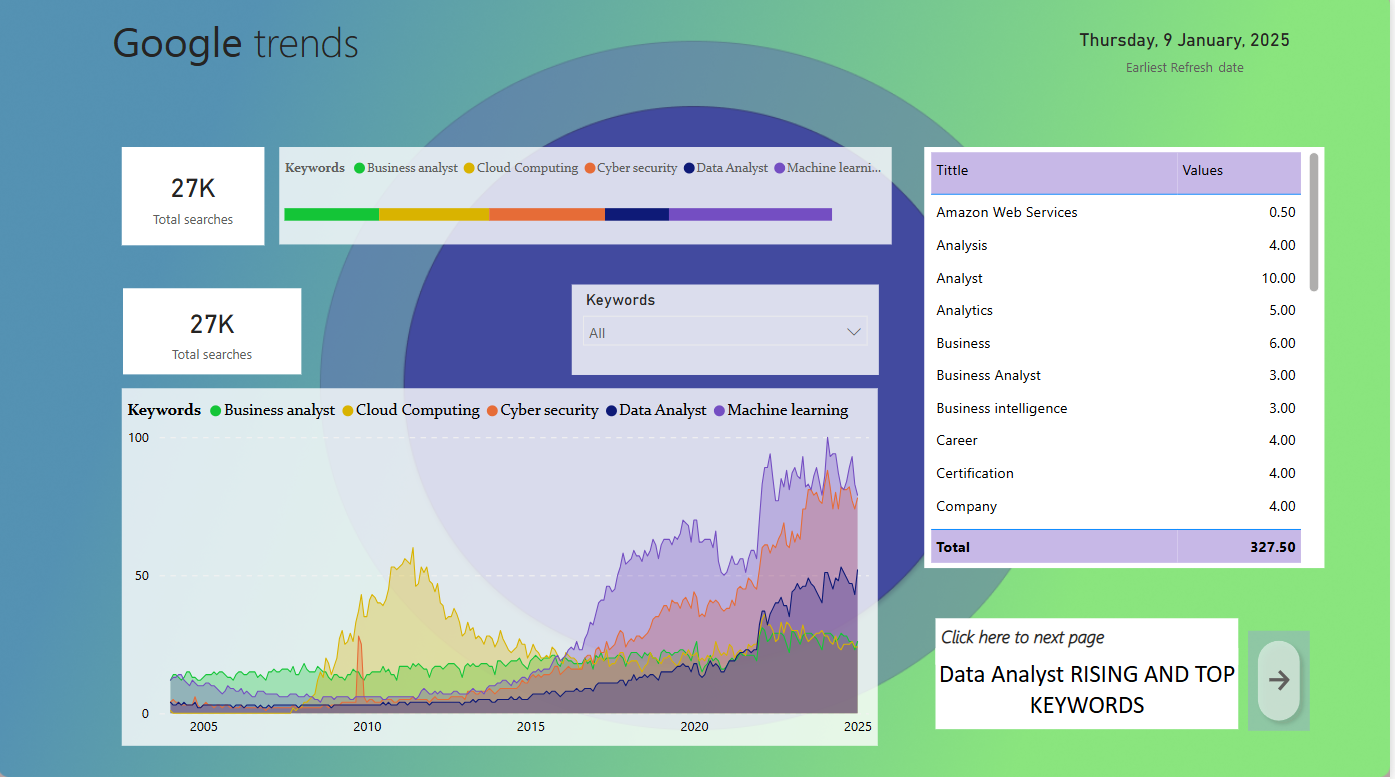 Google trends
Thursday, 9 January, 2025
Earliest Refresh date
27K
Total searches
Keywords Business analyst Cloud Computing Cyber security Data Analyst Machine learni...
27K
Total searches
Keywords
All
Keywords Business analyst Cloud Computing Cyber security Data Analyst Machine learning
100
50
0
2005 2010 2015 2020 2025
Tittle Values
Amazon Web Services 0.50
Analysis 4.00
Analyst 10.00
Analytics 5.00
Business 6.00
Business Analyst 3.00
Business intelligence 3.00
Career 4.00
Certification 4.00
Company 4.00
Total 327.50
Click here to next page
Data Analyst RISING AND TOP
KEYWORDS